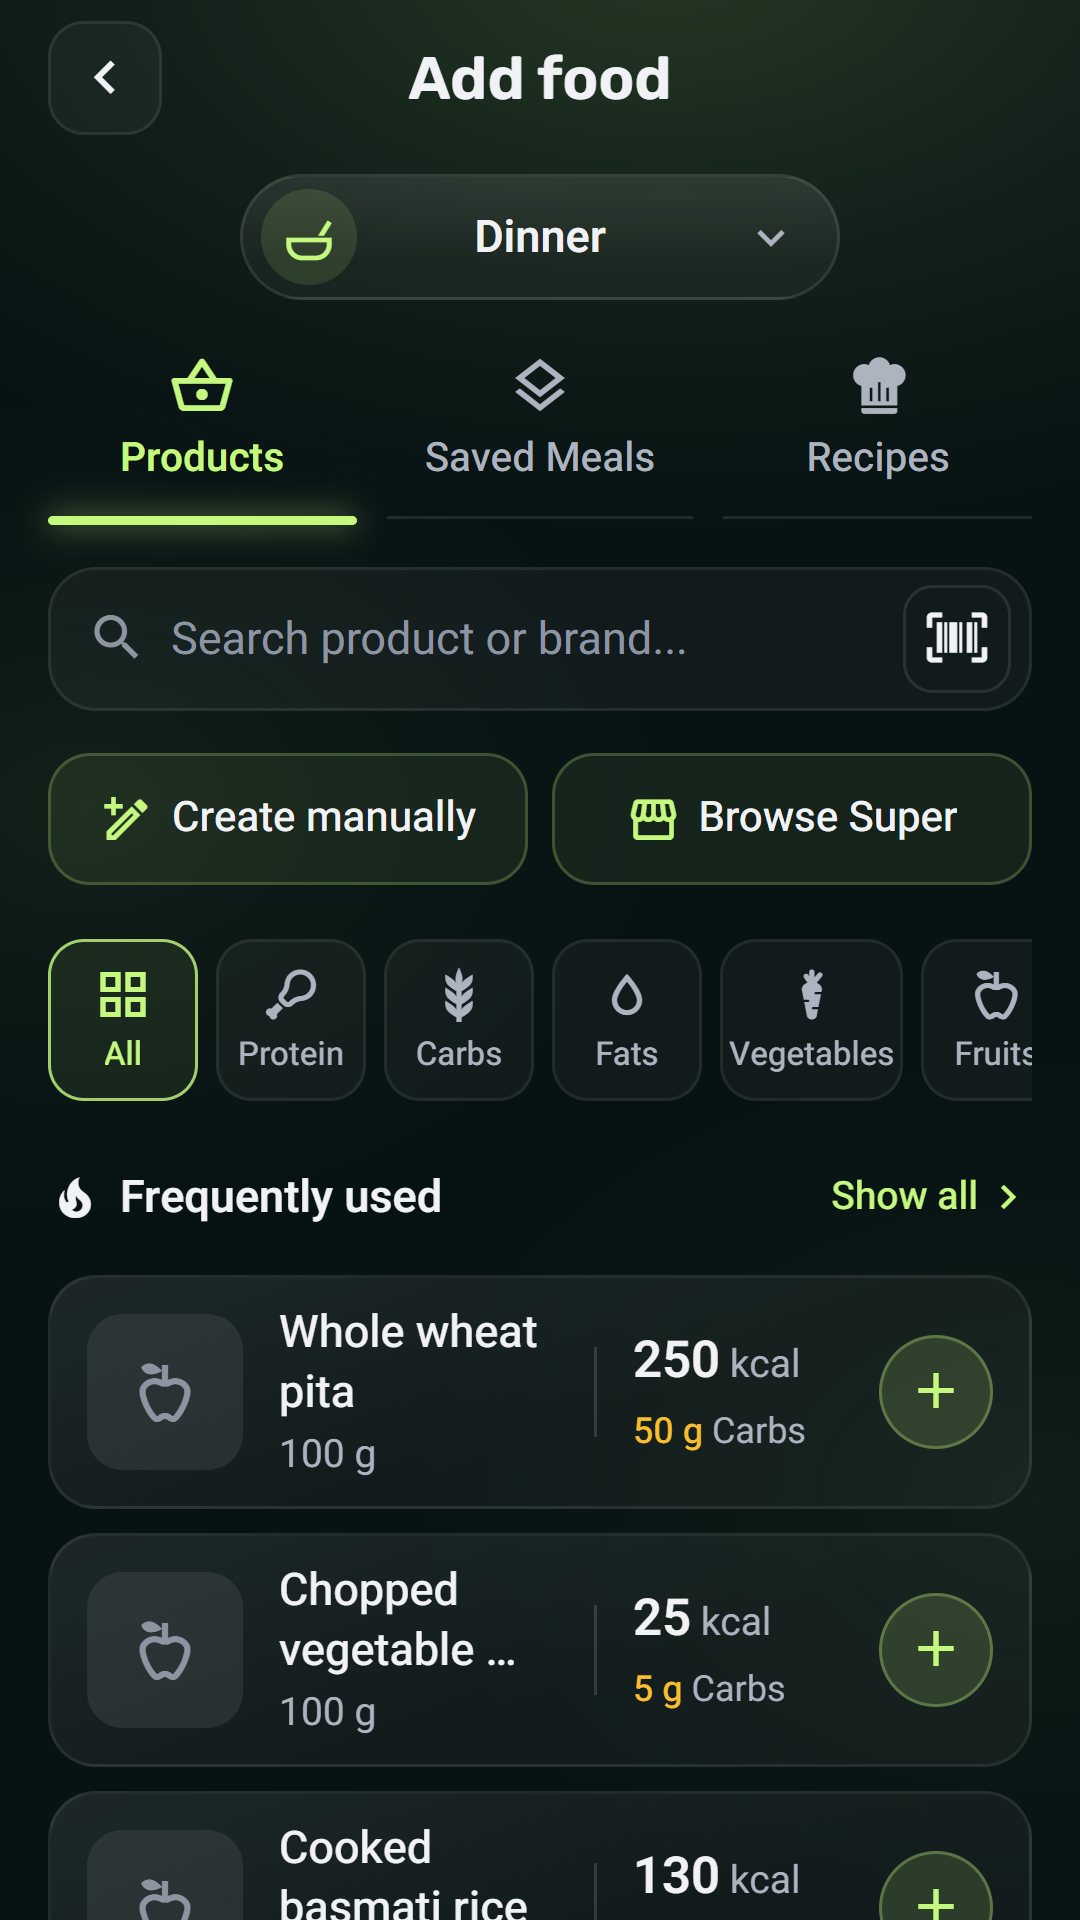 Add food
Dinner
Products
Saved Meals
Recipes
Search product or brand...
Create manually
Browse Super
All
Protein
Carbs
Fats
Vegetables
Fruits
Frequently used
Show all
Whole wheat
pita
100 g
250 kcal
50 g Carbs
Chopped
vegetable ...
100 g
25 kcal
5 g Carbs
Cooked
basmati rice
130 kcal